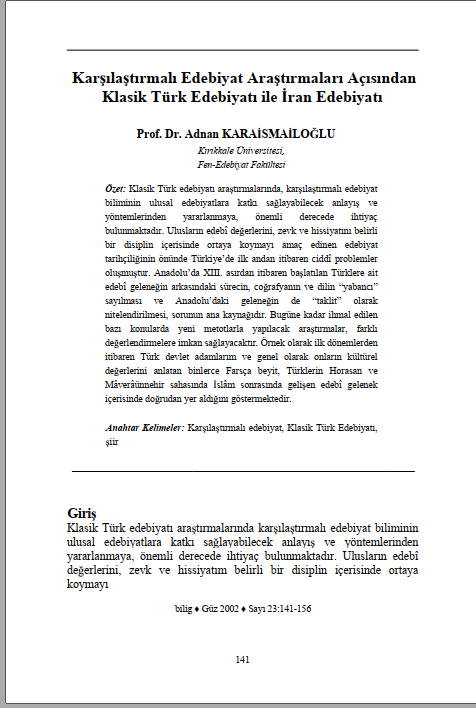 Karşılaştırmalı Edebiyat Araştırmaları Açısından
Klasik Türk Edebiyatı ile İran Edebiyatı
Prof. Dr. Adnan KARAİSMAİLOĞLU
Kırıkkale Üniversitesi,
Fen-Edebiyat Fakültesi
Özet: Klasik Türk edebiyatı araştırmalarında, karşılaştırmalı edebiyat
biliminin ulusal edebiyatlara katkı sağlayabilecek anlayış ve
yöntemlerinden yararlanmaya, önemli derecede ihtiyaç
bulunmaktadır. Ulusların edebî değerlerini, zevk ve hissiyatını belirli
bir disiplin içerisinde ortaya koymayı amaç edinen edebiyat
tarihçiliğinin önünde Türkiye’de ilk andan itibaren ciddî problemler
oluşmuştur. Anadolu’da XIII. asırdan itibaren başlatılan Türklere ait
edebî geleneğin arkasındaki sürecin, coğrafyanın ve dilin “yabancı”
sayılması ve Anadolu’daki geleneğin de “taklit” olarak
nitelendirilmesi, sorunun ana kaynağıdır. Bugüne kadar ihmal edilen
bazı konularda yeni metotlarla yapılacak araştırmalar, farklı
değerlendirmelere imkan sağlayacaktır. Örnek olarak ilk dönemlerden
itibaren Türk devlet adamlarım ve genel olarak onların kültürel
değerlerini anlatan binlerce Farsça beyit, Türklerin Horasan ve
Mâverâünnehir sahasında İslâm sonrasında gelişen edebî gelenek
içerisinde doğrudan yer aldığını göstermektedir.
Anahtar Kelimeler: Karşılaştırmalı edebiyat, Klasik Türk Edebiyatı,
şiir
Giriş
Klasik Türk edebiyatı araştırmalarında karşılaştırmalı edebiyat biliminin
ulusal edebiyatlara katkı sağlayabilecek anlayış ve yöntemlerinden
yararlanmaya, önemli derecede ihtiyaç bulunmaktadır. Ulusların edebî
değerlerini, zevk ve hissiyatım belirli bir disiplin içerisinde ortaya
koymayı
bilig ♦ Güz 2002 ♦ Sayı 23:141-156
141